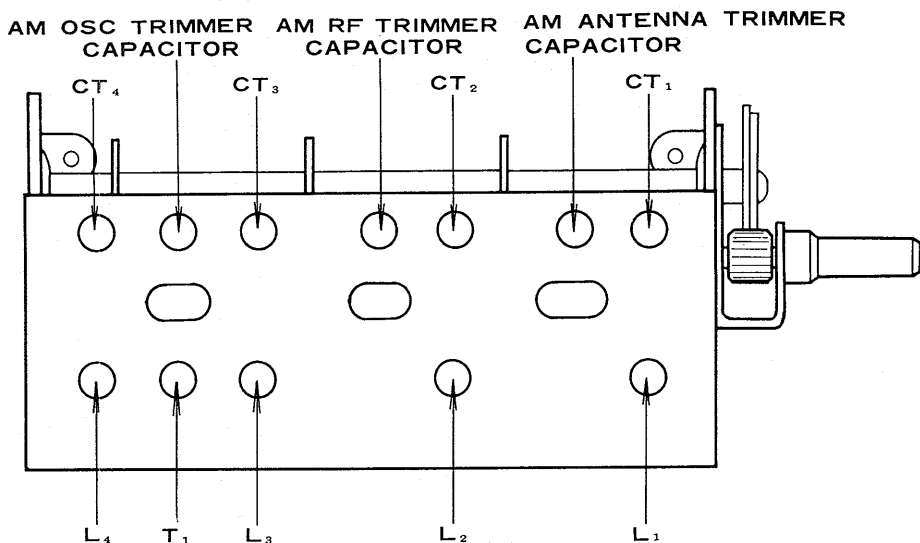 AM OSC TRIMMER
CAPACITOR
AM RF TRIMMER
CAPACITOR
AM ANTENNA TRIMMER
CAPACITOR
CT₄
CT₃
CT₂
CT₁
L₄
T₁
L₃
L₂
L₁